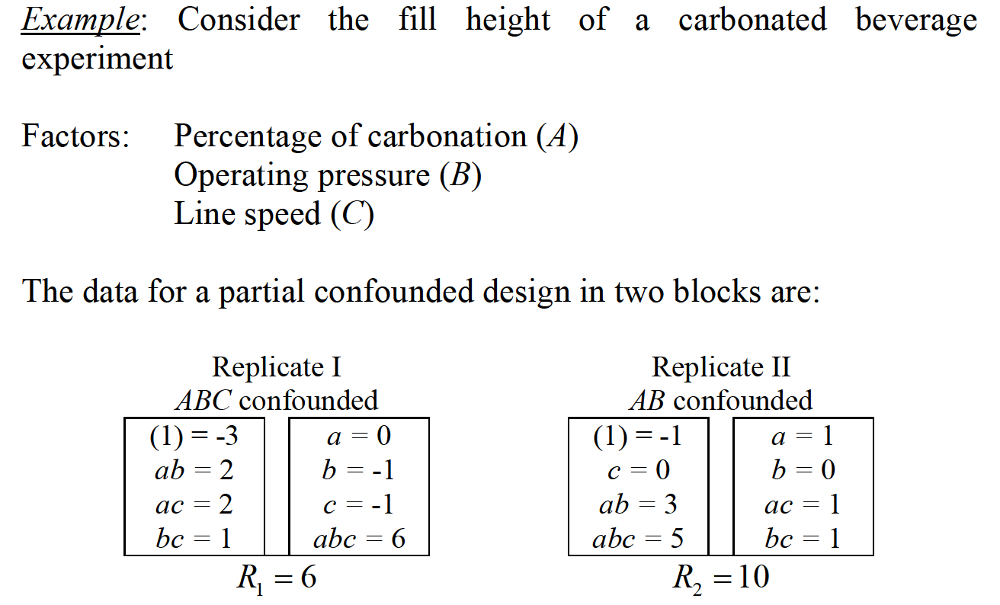 Example: Consider the fill height of a carbonated beverage
experiment
Factors: Percentage of carbonation (A)
Operating pressure (B)
Line speed (C)
The data for a partial confounded design in two blocks are:
Replicate I
ABC confounded
(1) = -3 a = 0
ab = 2 b = -1
ac = 2 c = -1
bc = 1 abc = 6
R₁ = 6
Replicate II
AB confounded
(1) = -1 a = 1
c = 0 b = 0
ab = 3 ac = 1
abc = 5 bc = 1
R₂ = 10